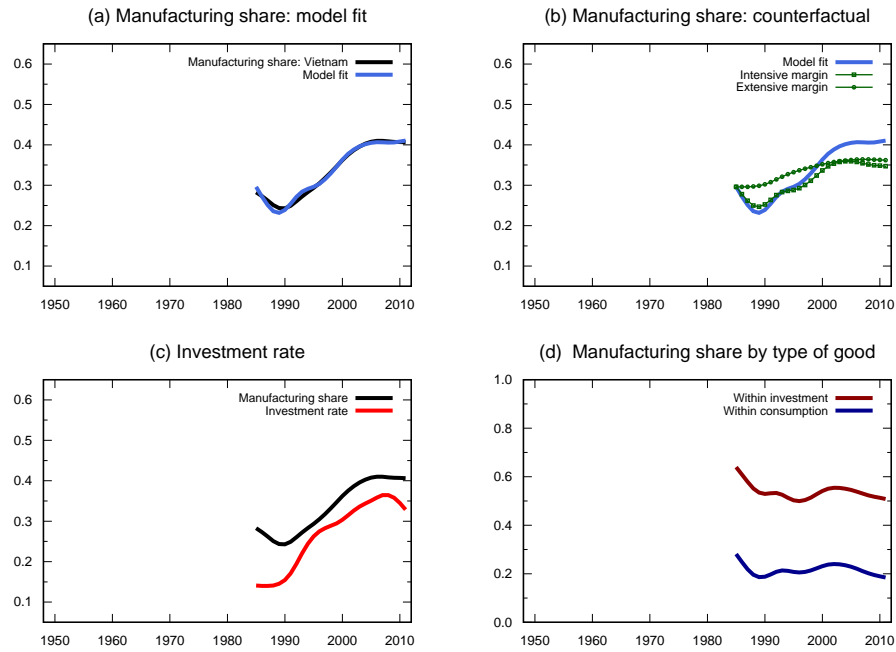 (a) Manufacturing share: model fit
0.6
0.5
0.4
0.3
0.2
0.1
1950 1960 1970 1980 1990 2000 2010
Manufacturing share: Vietnam
Model fit
(b) Manufacturing share: counterfactual
0.6
0.5
0.4
0.3
0.2
0.1
1950 1960 1970 1980 1990 2000 2010
Model fit
Intensive margin
Extensive margin
(c) Investment rate
0.6
0.5
0.4
0.3
0.2
0.1
1950 1960 1970 1980 1990 2000 2010
Manufacturing share
Investment rate
(d) Manufacturing share by type of good
1.0
0.8
0.6
0.4
0.2
0.0
1950 1960 1970 1980 1990 2000 2010
Within investment
Within consumption